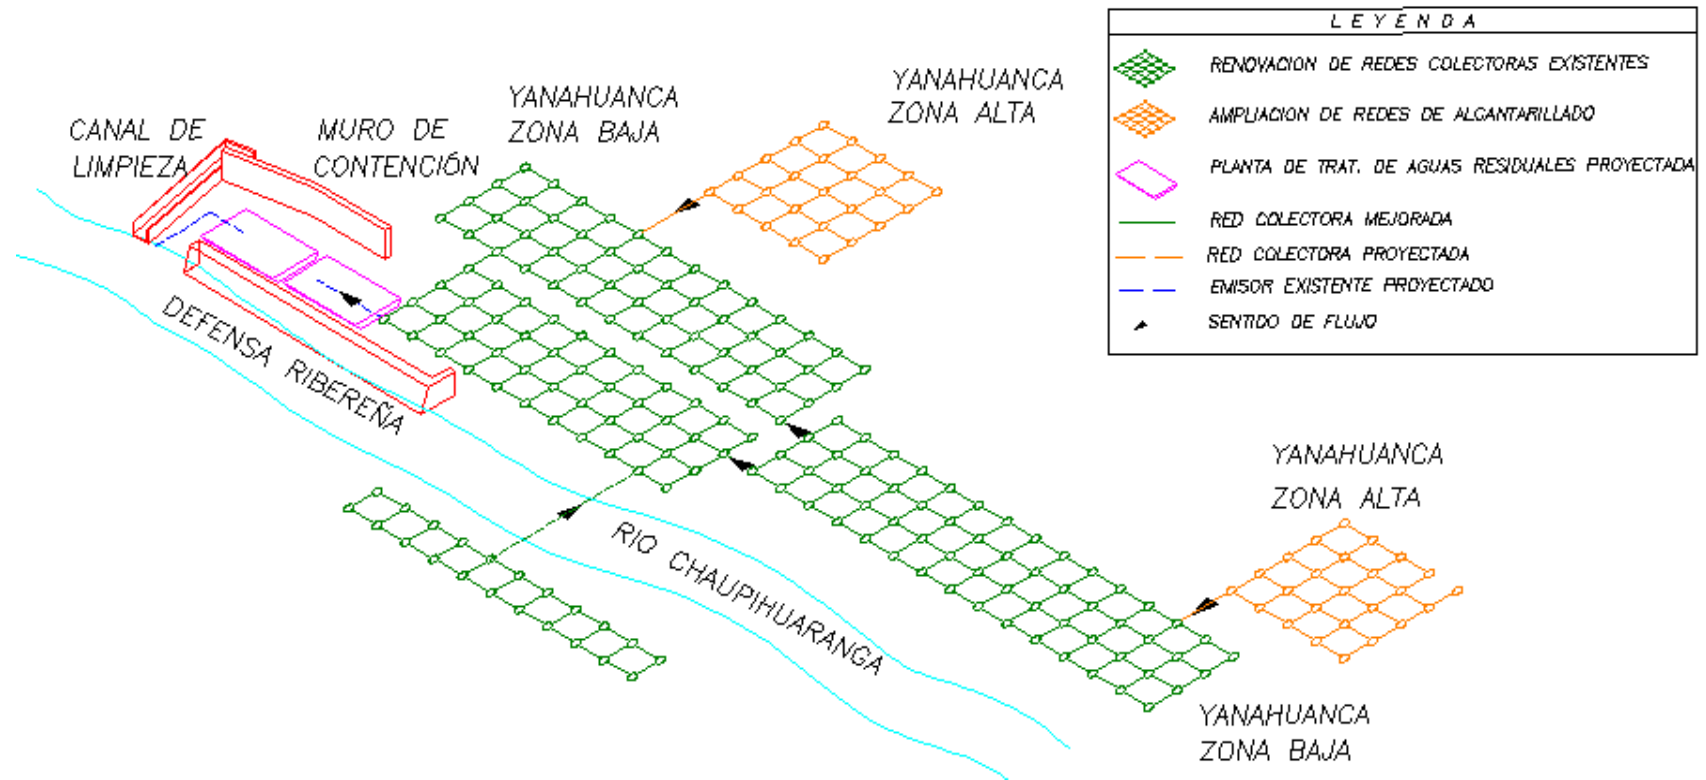 LEYENDA
RENOVACION DE REDES COLECTORAS EXISTENTES
AMPLIACION DE REDES DE ALCANTARILLADO
PLANTA DE TRAT. DE AGUAS RESIDUALES PROYECTADA
RED COLECTORA MEJORADA
RED COLECTORA PROYECTADA
EMISOR EXISTENTE PROYECTADO
SENTIDO DE FLUJO
YANAHUANCA
ZONA ALTA
YANAHUANCA
ZONA BAJA
CANAL DE
LIMPIEZA
MURO DE
CONTENCIÓN
DEFENSA RIBEREÑA
RIO CHAUPIHUARANGA
YANAHUANCA
ZONA ALTA
YANAHUANCA
ZONA BAJA